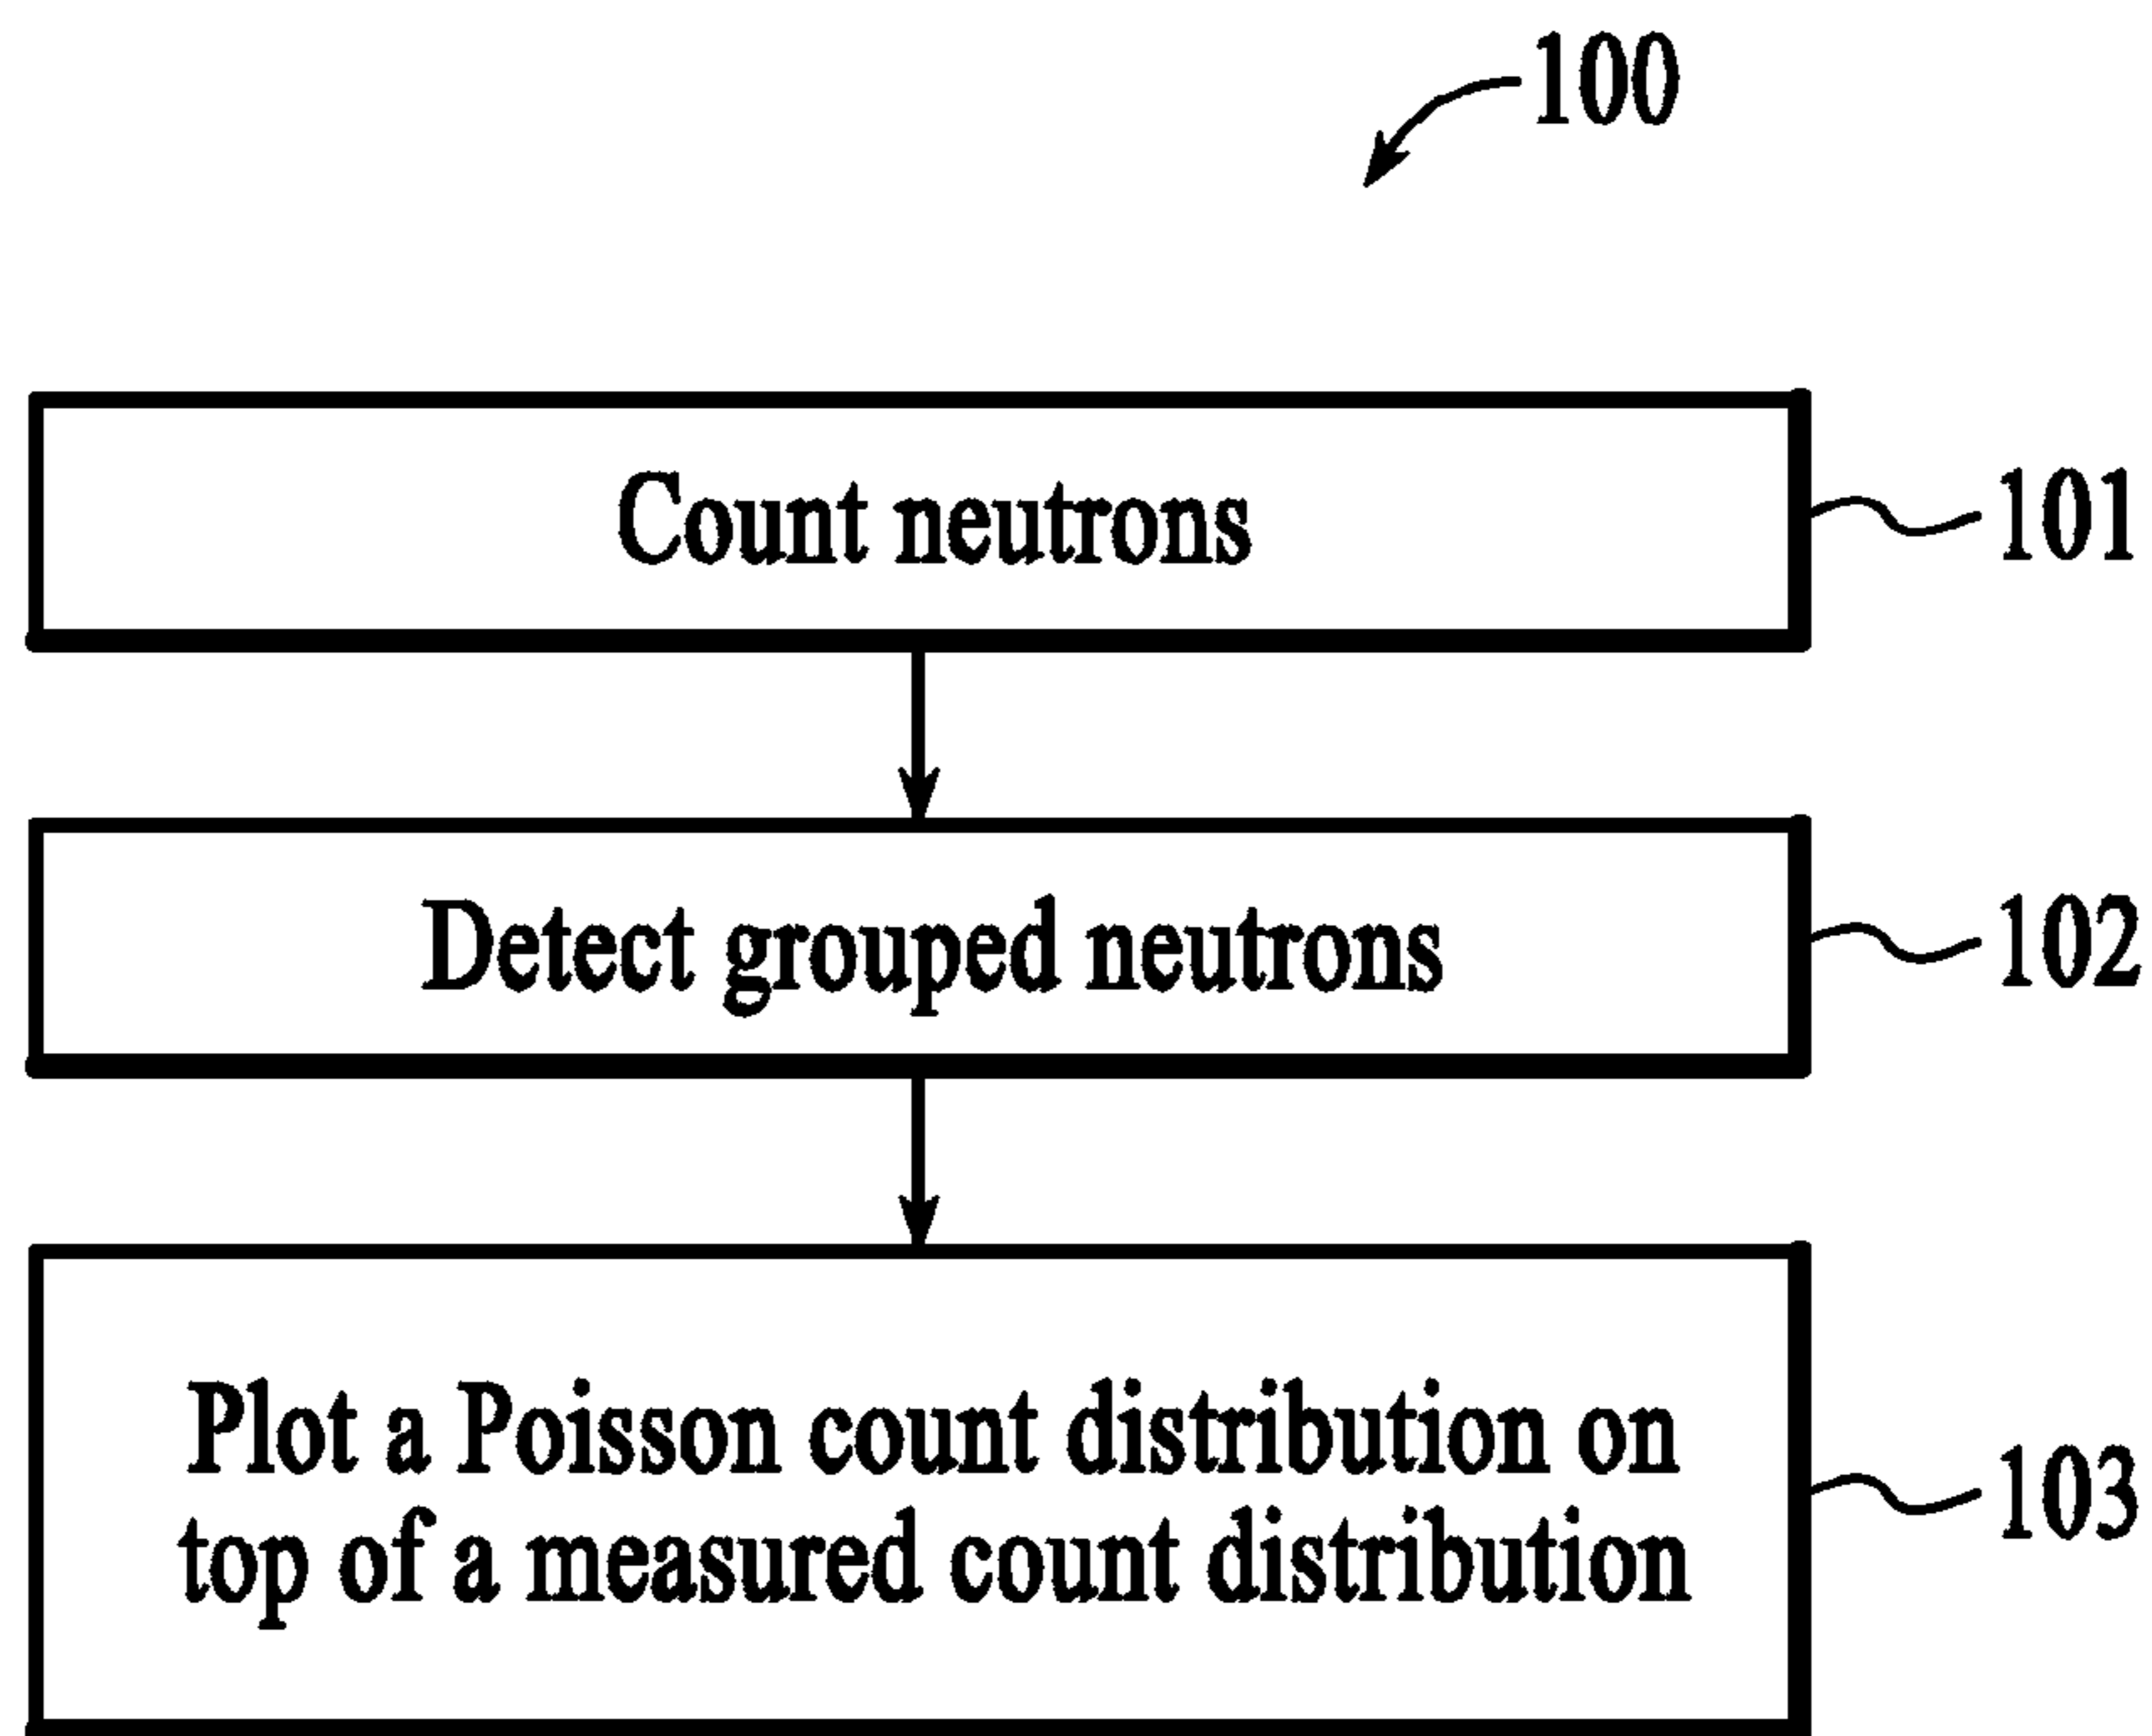 100
Count neutrons
101
Detect grouped neutrons
102
Plot a Poisson count distribution on
top of a measured count distribution
103